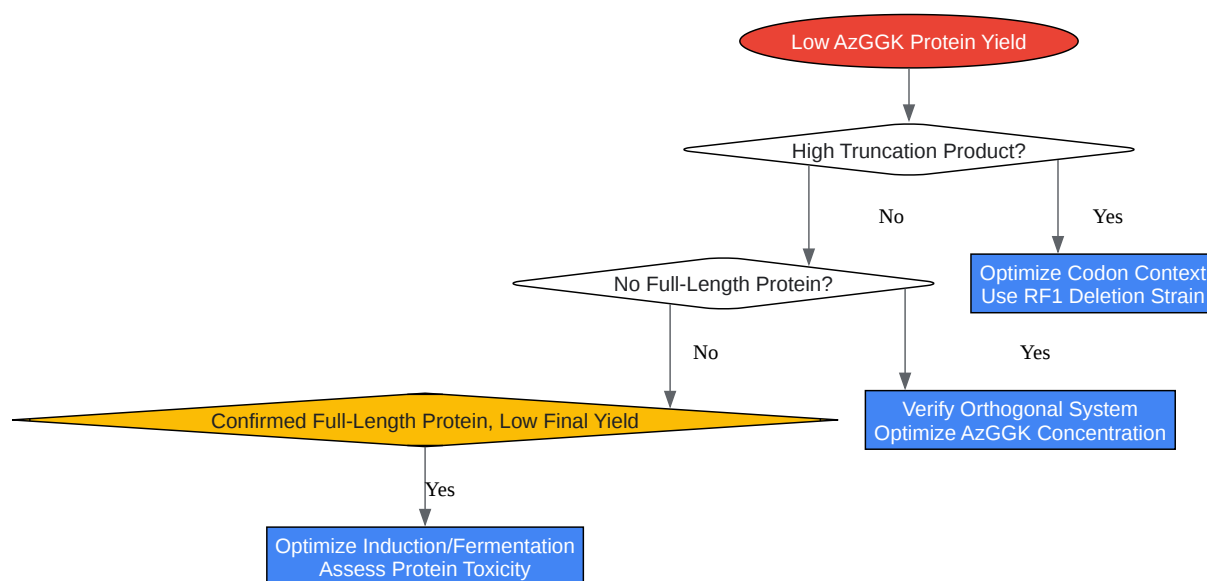 Low AzGGK Protein Yield
High Truncation Product?
No
Yes
Optimize Codon Context
Use RF1 Deletion Strain
No Full-Length Protein?
No
Yes
Confirmed Full-Length Protein, Low Final Yield
Verify Orthogonal System
Optimize AzGGK Concentration
Yes
Optimize Induction/Fermentation
Assess Protein Toxicity